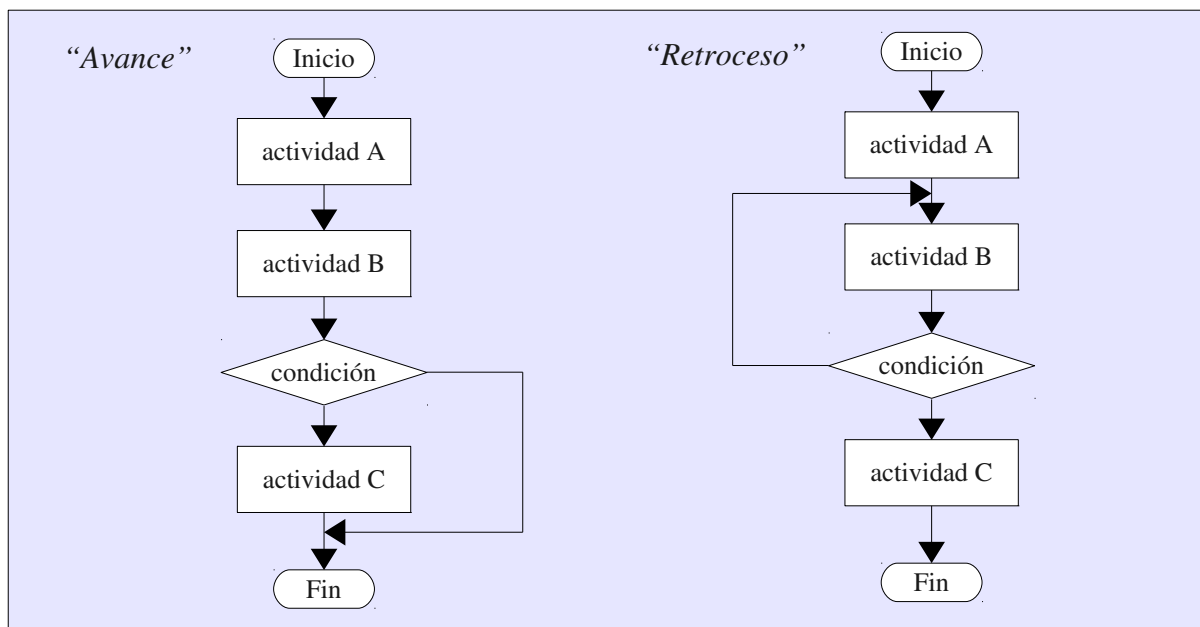 “Avance”
Inicio
actividad A
actividad B
condición
actividad C
Fin
“Retroceso”
Inicio
actividad A
actividad B
condición
actividad C
Fin